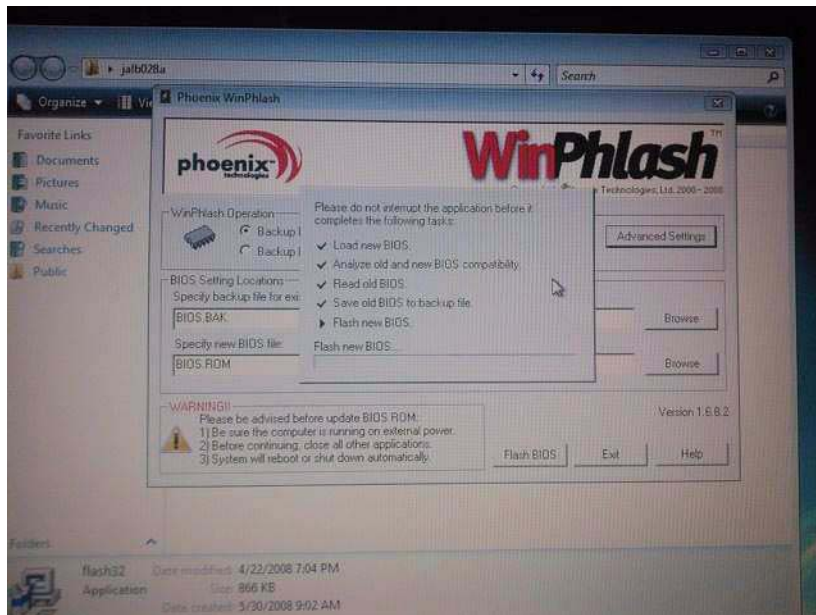 jalb028a
Search
Organize
Vi
Phoenix WinPhlash
Favorite Links
Documents
Pictures
Music
Recently Changed
Searches
Public
phoenix
technologies
WinPhlash™
Technologies, Ltd. 2000-2008
WinPhlash Operation
Backup
Backup
Advanced Settings
Please do not interrupt the application before it
completes the following tasks:
Load new BIOS.
Analyze old and new BIOS compatibility.
Read old BIOS.
Save old BIOS to backup file.
Flash new BIOS.
Flash new BIOS...
BIOS Setting Locations
Specify backup file for exi
BIOS.BAK
Browse
Specify new BIOS file:
BIOS.ROM
Browse
WARNING!!
Please be advised before update BIOS ROM:
1) Be sure the computer is running on external power.
2) Before continuing, close all other applications.
3) System will reboot or shut down automatically.
Version 1.6.8.2
Flash BIOS
Exit
Help
Folders
flash32
Application
Date modified: 4/22/2008 7:04 PM
Size: 866 KB
Date created: 5/30/2008 9:02 AM